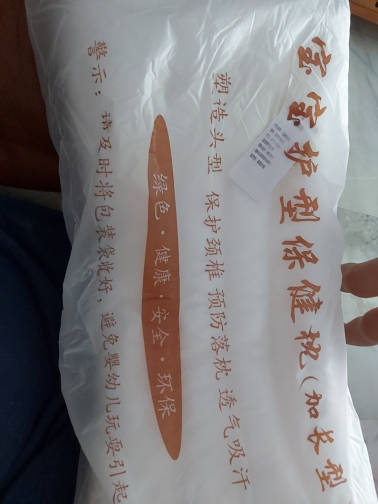 宝宝护型保健枕（加长型
塑造头型 保护颈椎 预防落枕 透气吸汗
绿色·健康·安全·环保
警示：请及时将包装袋收好，避免婴幼儿玩耍引起